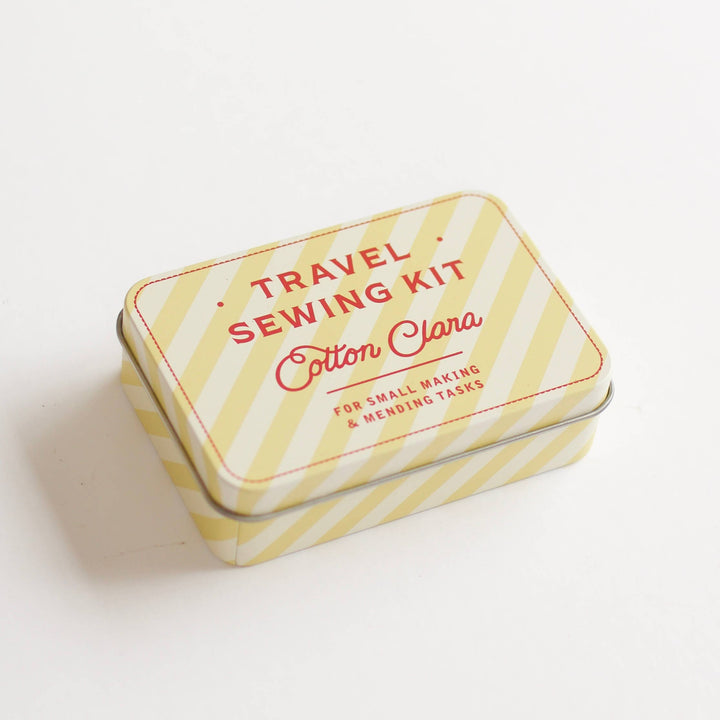 TRAVEL
SEWING KIT
Cotton Clara
FOR SMALL MAKING
& MENDING TASKS